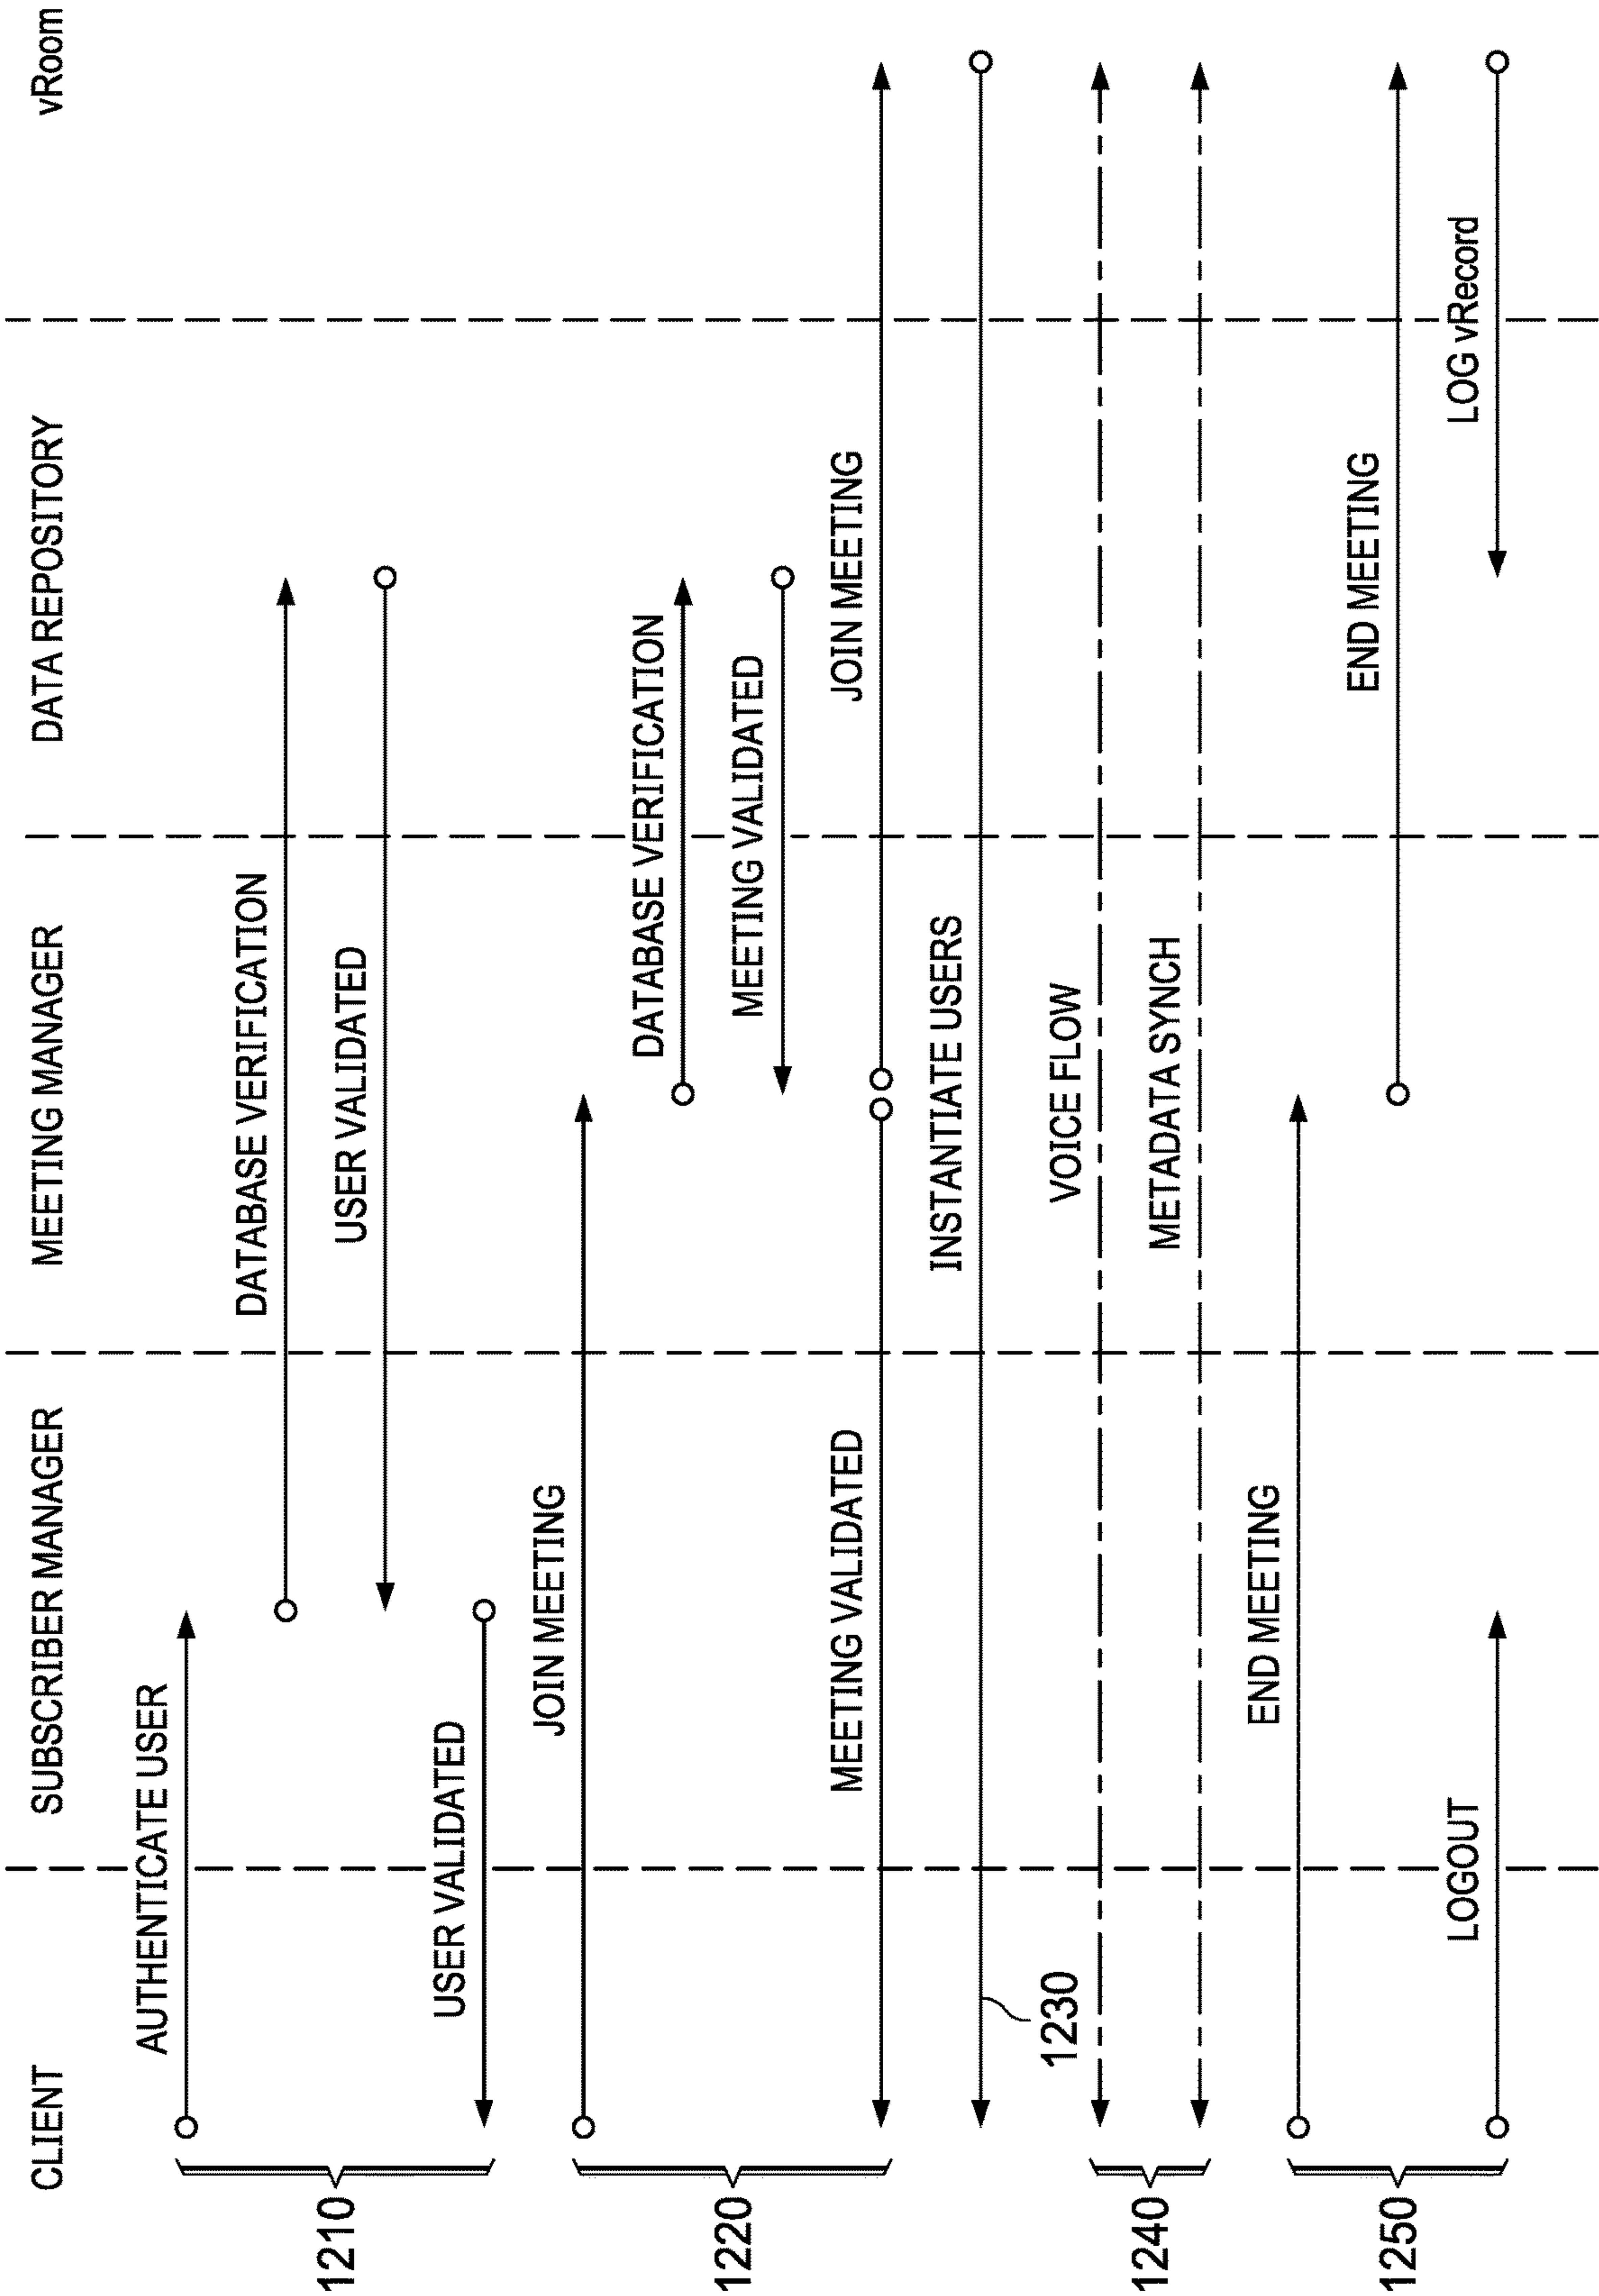 CLIENT
SUBSCRIBER MANAGER
MEETING MANAGER
DATA REPOSITORY
vRoom
1210
AUTHENTICATE USER
DATABASE VERIFICATION
USER VALIDATED
USER VALIDATED
1220
JOIN MEETING
DATABASE VERIFICATION
MEETING VALIDATED
MEETING VALIDATED
JOIN MEETING
INSTANTIATE USERS
1230
1240
VOICE FLOW
METADATA SYNCH
1250
END MEETING
END MEETING
LOGOUT
LOG vRecord